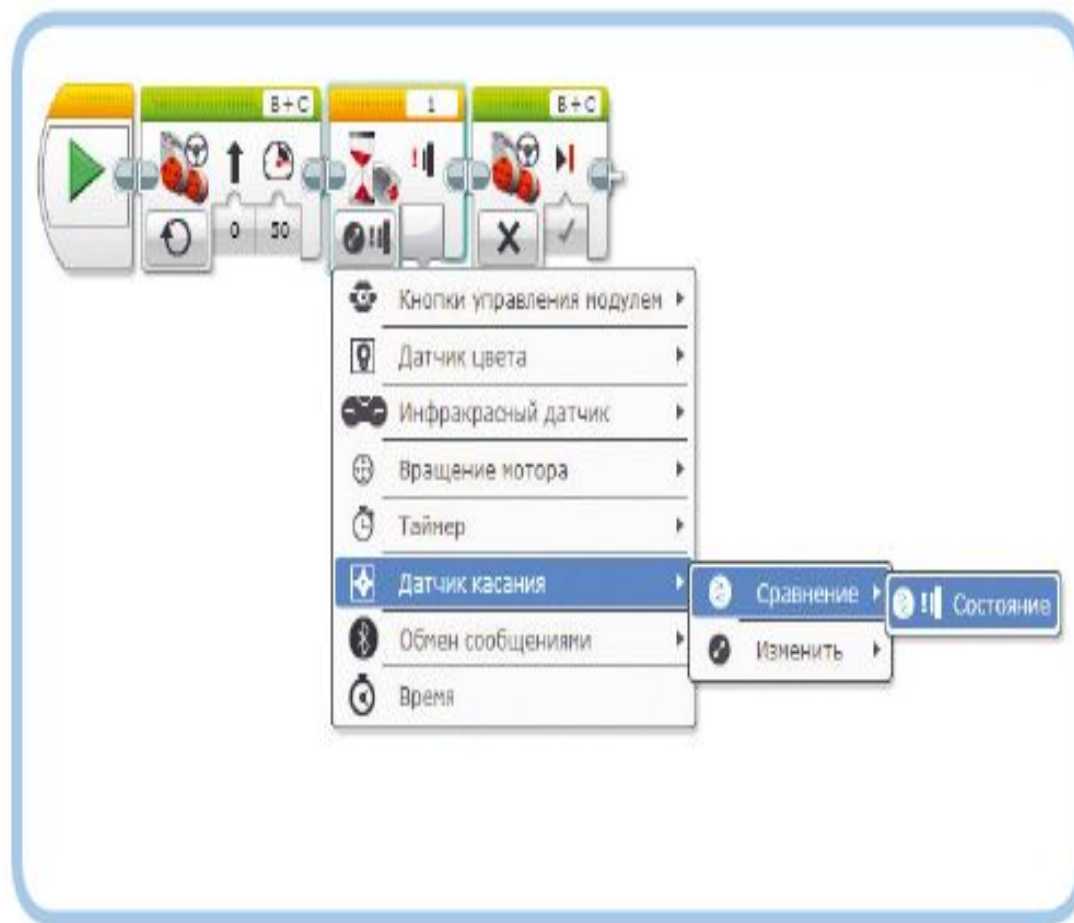 B+C
1
B+C
0
50
Кнопки управления модулем
Датчик цвета
Инфракрасный датчик
Вращение мотора
Таймер
Датчик касания
Сравнение
Состояние
Обмен сообщениями
Изменить
Время